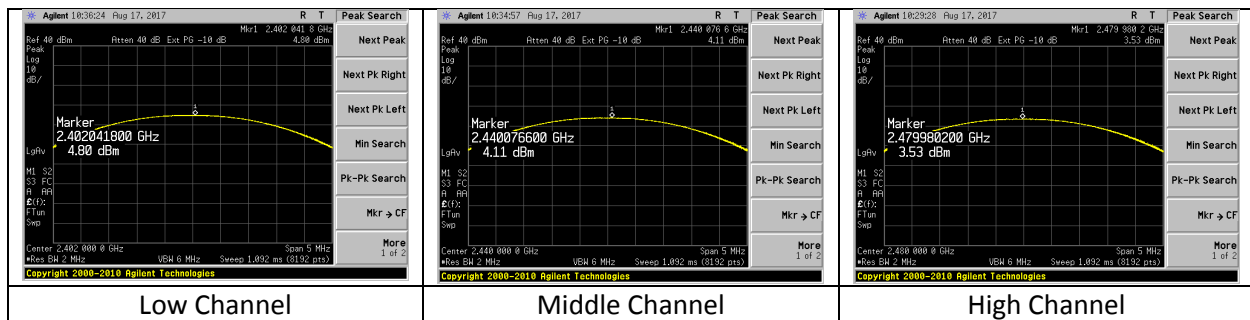 Agilent 10:36:24 Aug 17, 2017 R T Peak Search
Mkr1 2.402 041 8 GHz
Ref 40 dBm Atten 40 dB Ext PG -10 dB 4.80 dBm
Peak
Log
10
dB/
1
Marker
2.402041800 GHz
4.80 dBm
LgAv
M1 S2
S3 FC
A AA
£(f):
FTun
Swp
Center 2.402 000 0 GHz Span 5 MHz
#Res BW 2 MHz VBW 6 MHz Sweep 1.092 ms (8192 pts)
Copyright 2000-2010 Agilent Technologies
Next Peak
Next Pk Right
Next Pk Left
Min Search
Pk-Pk Search
Mkr → CF
More
1 of 2
Low Channel
Agilent 10:34:57 Aug 17, 2017 R T Peak Search
Mkr1 2.440 076 6 GHz
Ref 40 dBm Atten 40 dB Ext PG -10 dB 4.11 dBm
Peak
Log
10
dB/
1
Marker
2.440076600 GHz
4.11 dBm
LgAv
M1 S2
S3 FC
A AA
£(f):
FTun
Swp
Center 2.440 000 0 GHz Span 5 MHz
#Res BW 2 MHz VBW 6 MHz Sweep 1.092 ms (8192 pts)
Copyright 2000-2010 Agilent Technologies
Next Peak
Next Pk Right
Next Pk Left
Min Search
Pk-Pk Search
Mkr → CF
More
1 of 2
Middle Channel
Agilent 10:29:28 Aug 17, 2017 R T Peak Search
Mkr1 2.479 980 2 GHz
Ref 40 dBm Atten 40 dB Ext PG -10 dB 3.53 dBm
Peak
Log
10
dB/
1
Marker
2.479980200 GHz
3.53 dBm
LgAv
M1 S2
S3 FC
A AA
£(f):
FTun
Swp
Center 2.480 000 0 GHz Span 5 MHz
#Res BW 2 MHz VBW 6 MHz Sweep 1.092 ms (8192 pts)
Copyright 2000-2010 Agilent Technologies
Next Peak
Next Pk Right
Next Pk Left
Min Search
Pk-Pk Search
Mkr → CF
More
1 of 2
High Channel